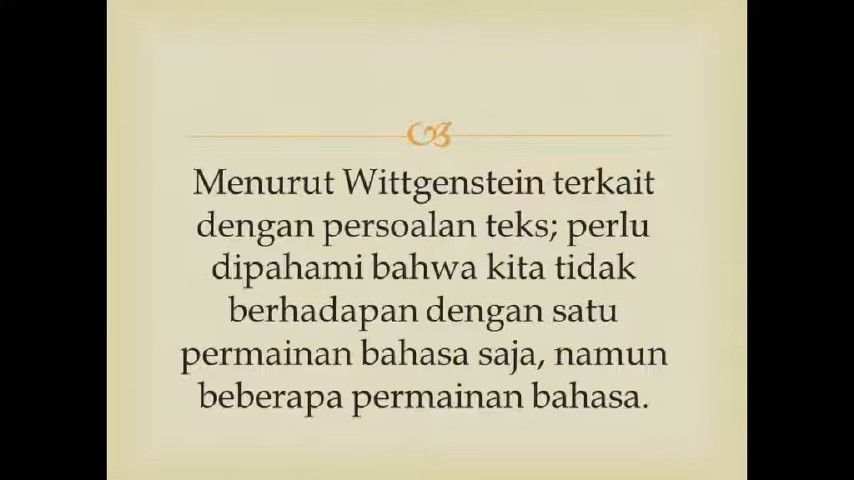 Menurut Wittgenstein terkait
dengan persoalan teks; perlu
dipahami bahwa kita tidak
berhadapan dengan satu
permainan bahasa saja, namun
beberapa permainan bahasa.